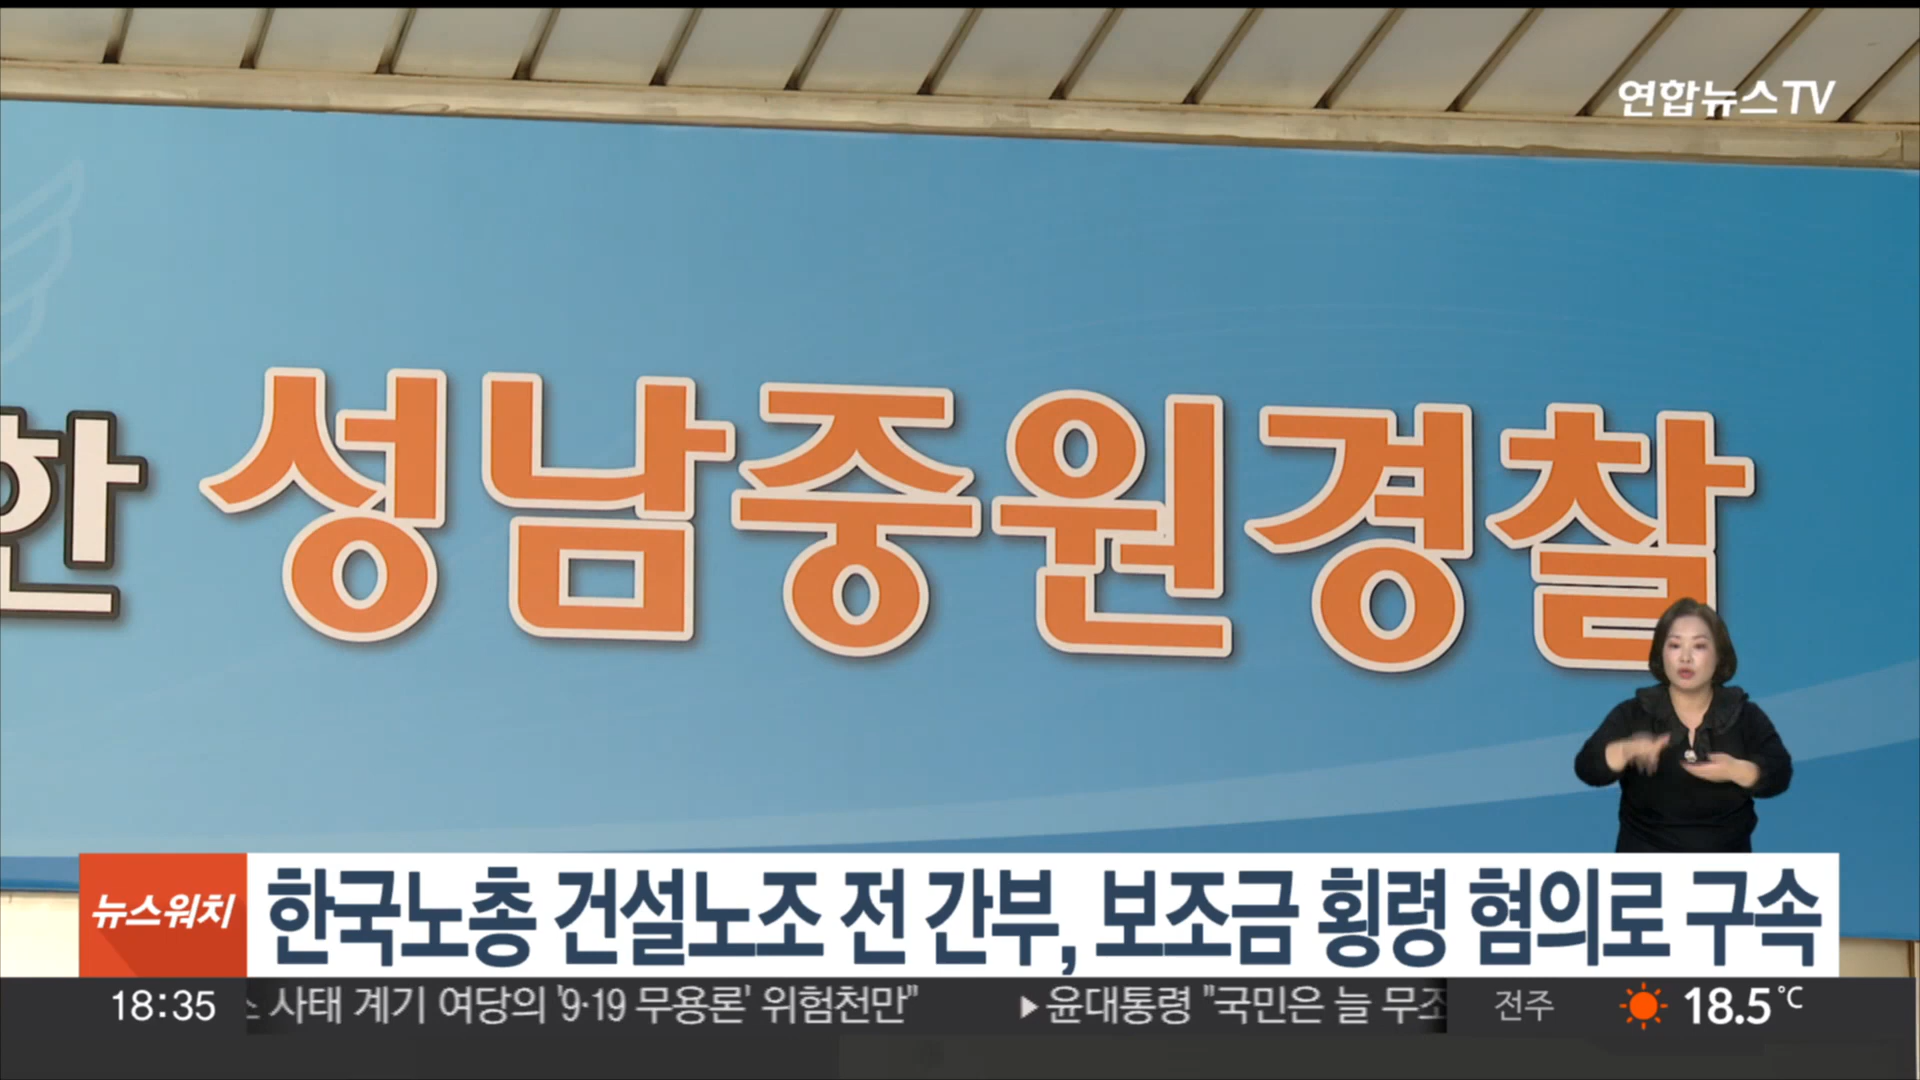 연합뉴스TV
한 성남중원경찰
뉴스워치
한국노총 건설노조 전 간부, 보조금 횡령 혐의로 구속
18:35
사태 계기 여당의 '9·19 무용론' 위험천만" ▶윤대통령 "국민은 늘 무조
전주 18.5℃